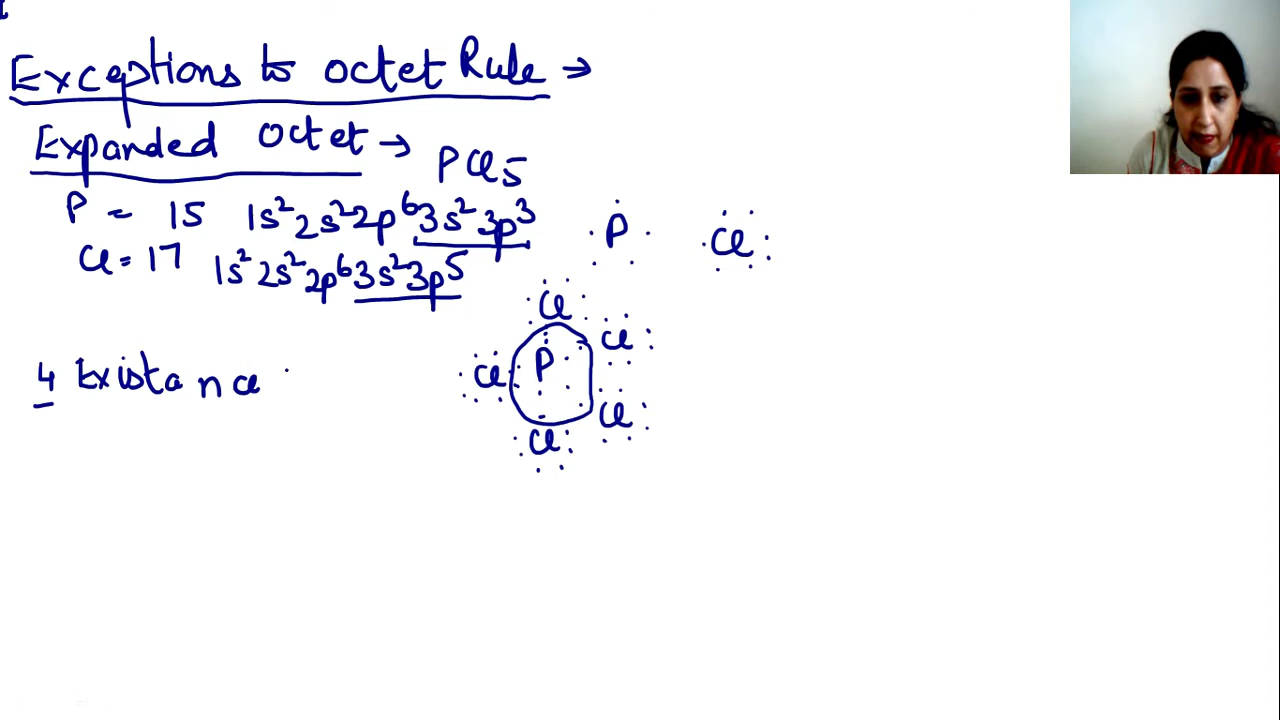 Exceptions to octet Rule →
Expanded octet → PCl5
P = 15 1s²2s²2p⁶3s²3p³ P Cl
Cl = 17 1s²2s²2p⁶3s²3p⁵
Cl
Cl
P
Cl
4 Existance
Cl
Cl